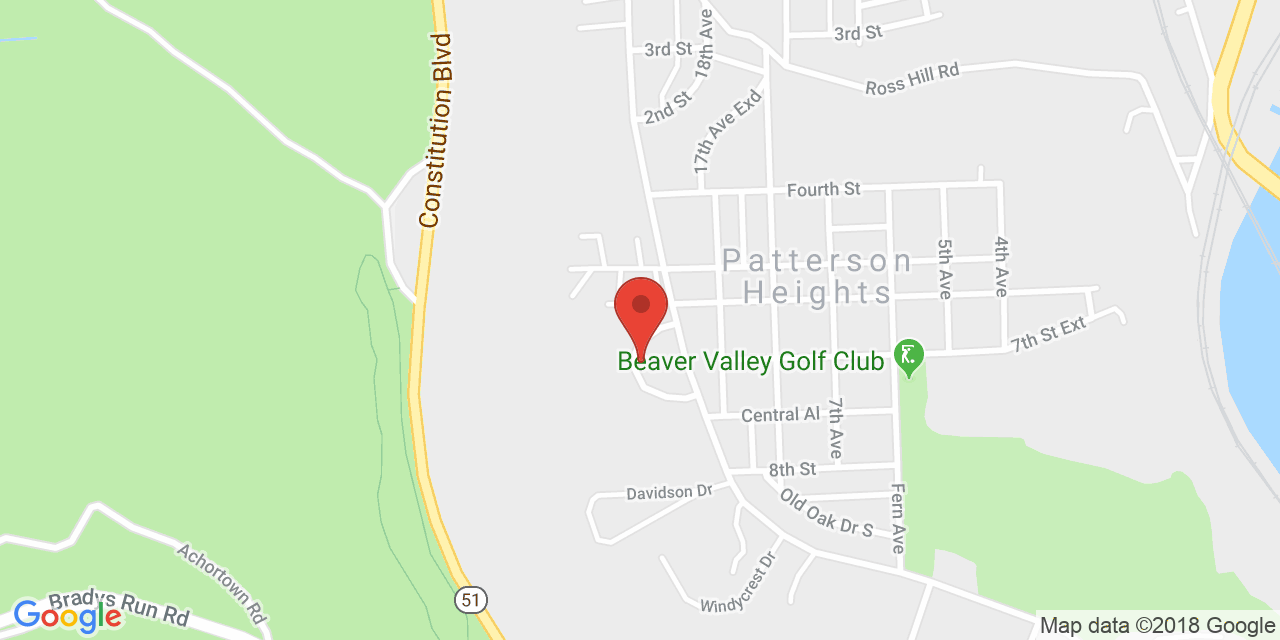 3rd St
18th Ave
3rd St
Constitution Blvd
2nd St
17th Ave Exd
Ross Hill Rd
Fourth St
Patterson
Heights
5th Ave
4th Ave
7th St Ext
Beaver Valley Golf Club
Central Al
7th Ave
8th St
Davidson Dr
Old Oak Dr S
Fern Ave
Achortown Rd
Windycrest Dr
Bradys Run Rd
51
Google
Map data ©2018 Google